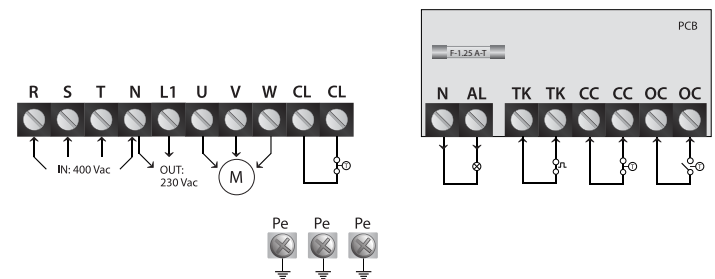 PCB
F-1.25 A-T
R S T N L1 U V W CL CL
N AL TK TK CC CC OC OC
IN: 400 Vac
OUT:
230 Vac
M
T
T
T
Pe Pe Pe